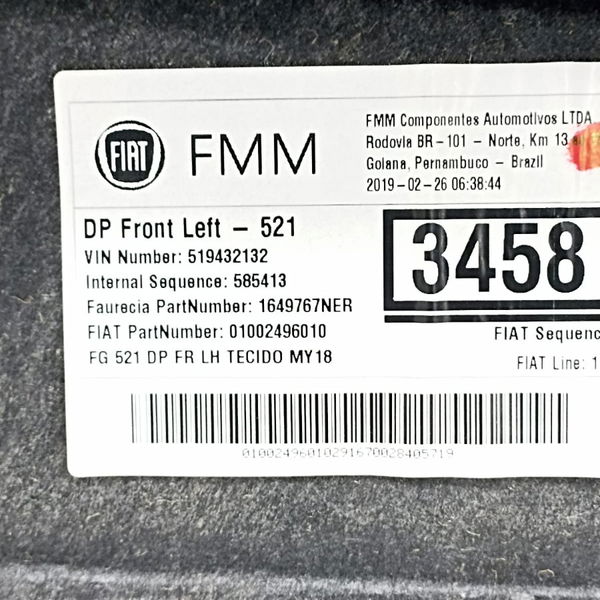 FIAT FMM
FMM Componentes Automotivos LTDA.
Rodovia BR-101 - Norte, Km 13
Goiana, Pernambuco - Brazil
2019-02-26 06:38:44
DP Front Left - 521
VIN Number: 519432132
Internal Sequence: 585413
Faurecia PartNumber: 1649767NER
FIAT PartNumber: 01002496010
FG 521 DP FR LH TECIDO MY18
3458
FIAT Sequenc
FIAT Line: 1
01002496010291670028405719